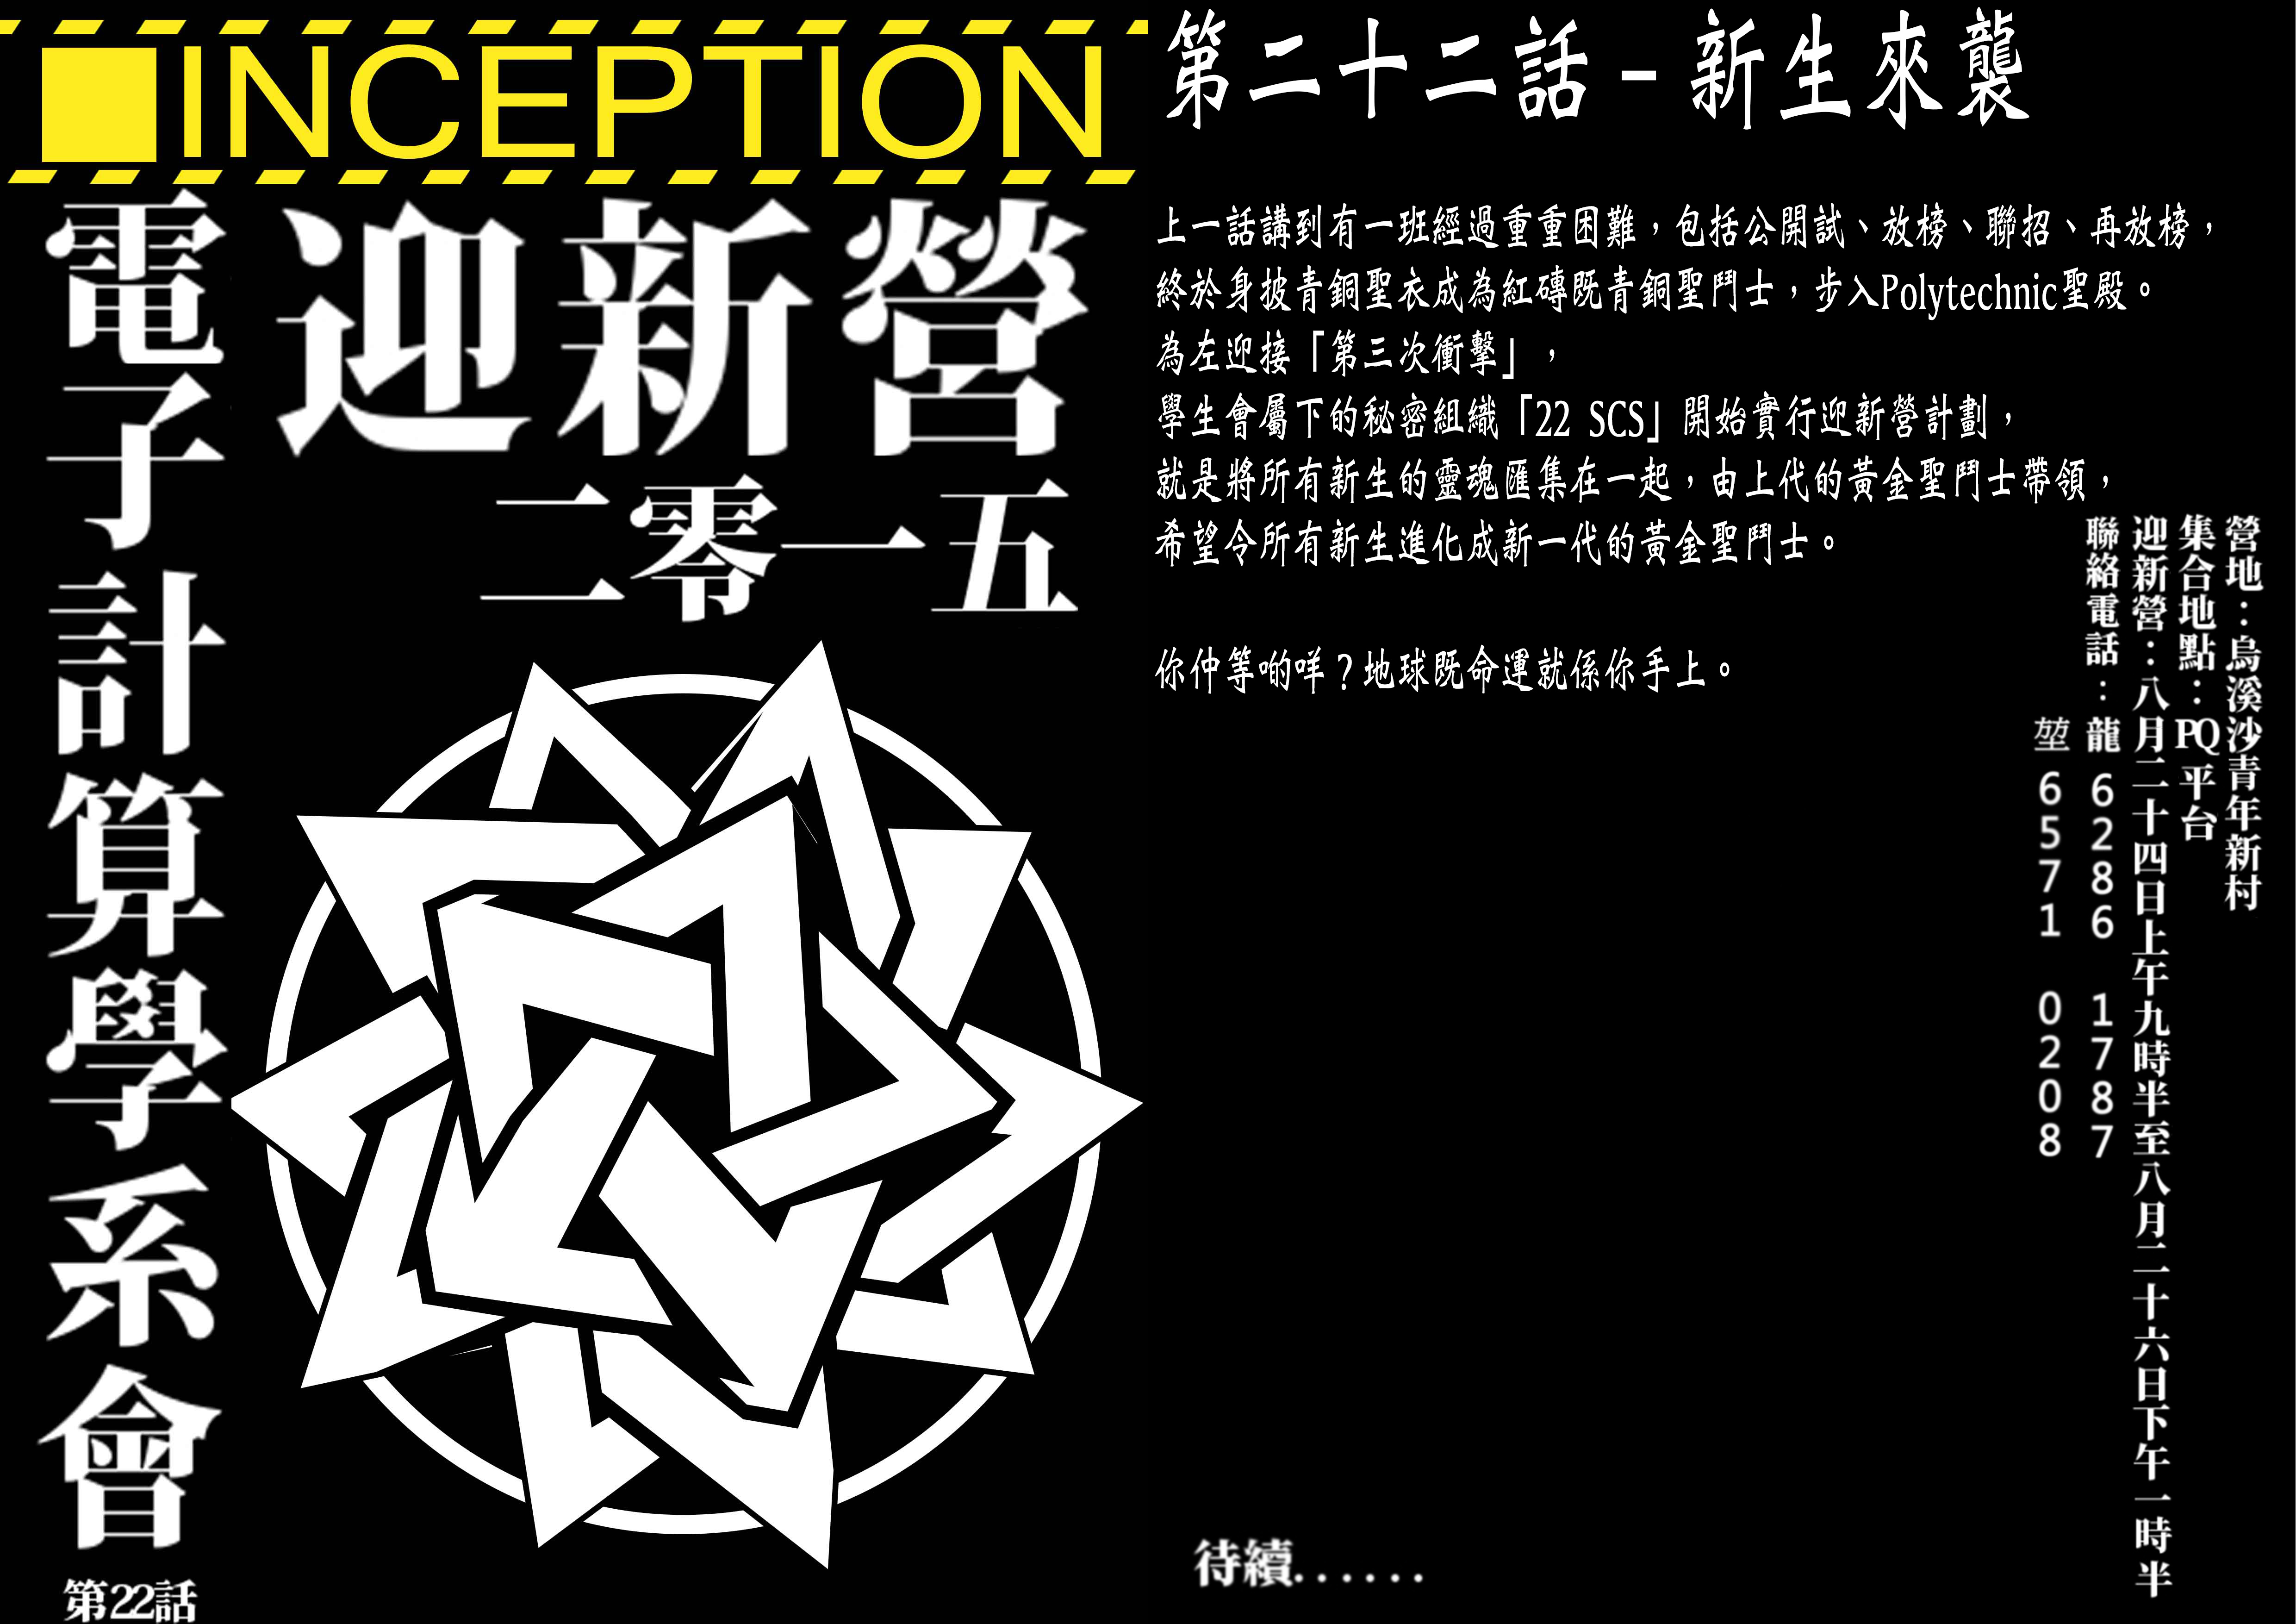 INCEPTION
迎新營
二零一五
電子計算學系會
第22話
第二十二話－新生來襲
上一話講到有一班經過重重困難，包括公開試、放榜、聯招、再放榜，
終於身披青銅聖衣成為紅磚既青銅聖鬥士，步入Polytechnic聖殿。
為左迎接「第三次衝擊」，
學生會屬下的秘密組織「22 SCS」開始實行迎新營計劃，
就是將所有新生的靈魂匯集在一起，由上代的黃金聖鬥士帶領，
希望令所有新生進化成新一代的黃金聖鬥士。
你仲等啲咩？地球既命運就係你手上。
營地：烏溪沙青年新村
集合地點：PQ平台
迎新營：八月二十四日上午九時半至八月二十六日下午一時半
聯絡電話：龍 6286 1787
堃 6571 0208
待續......